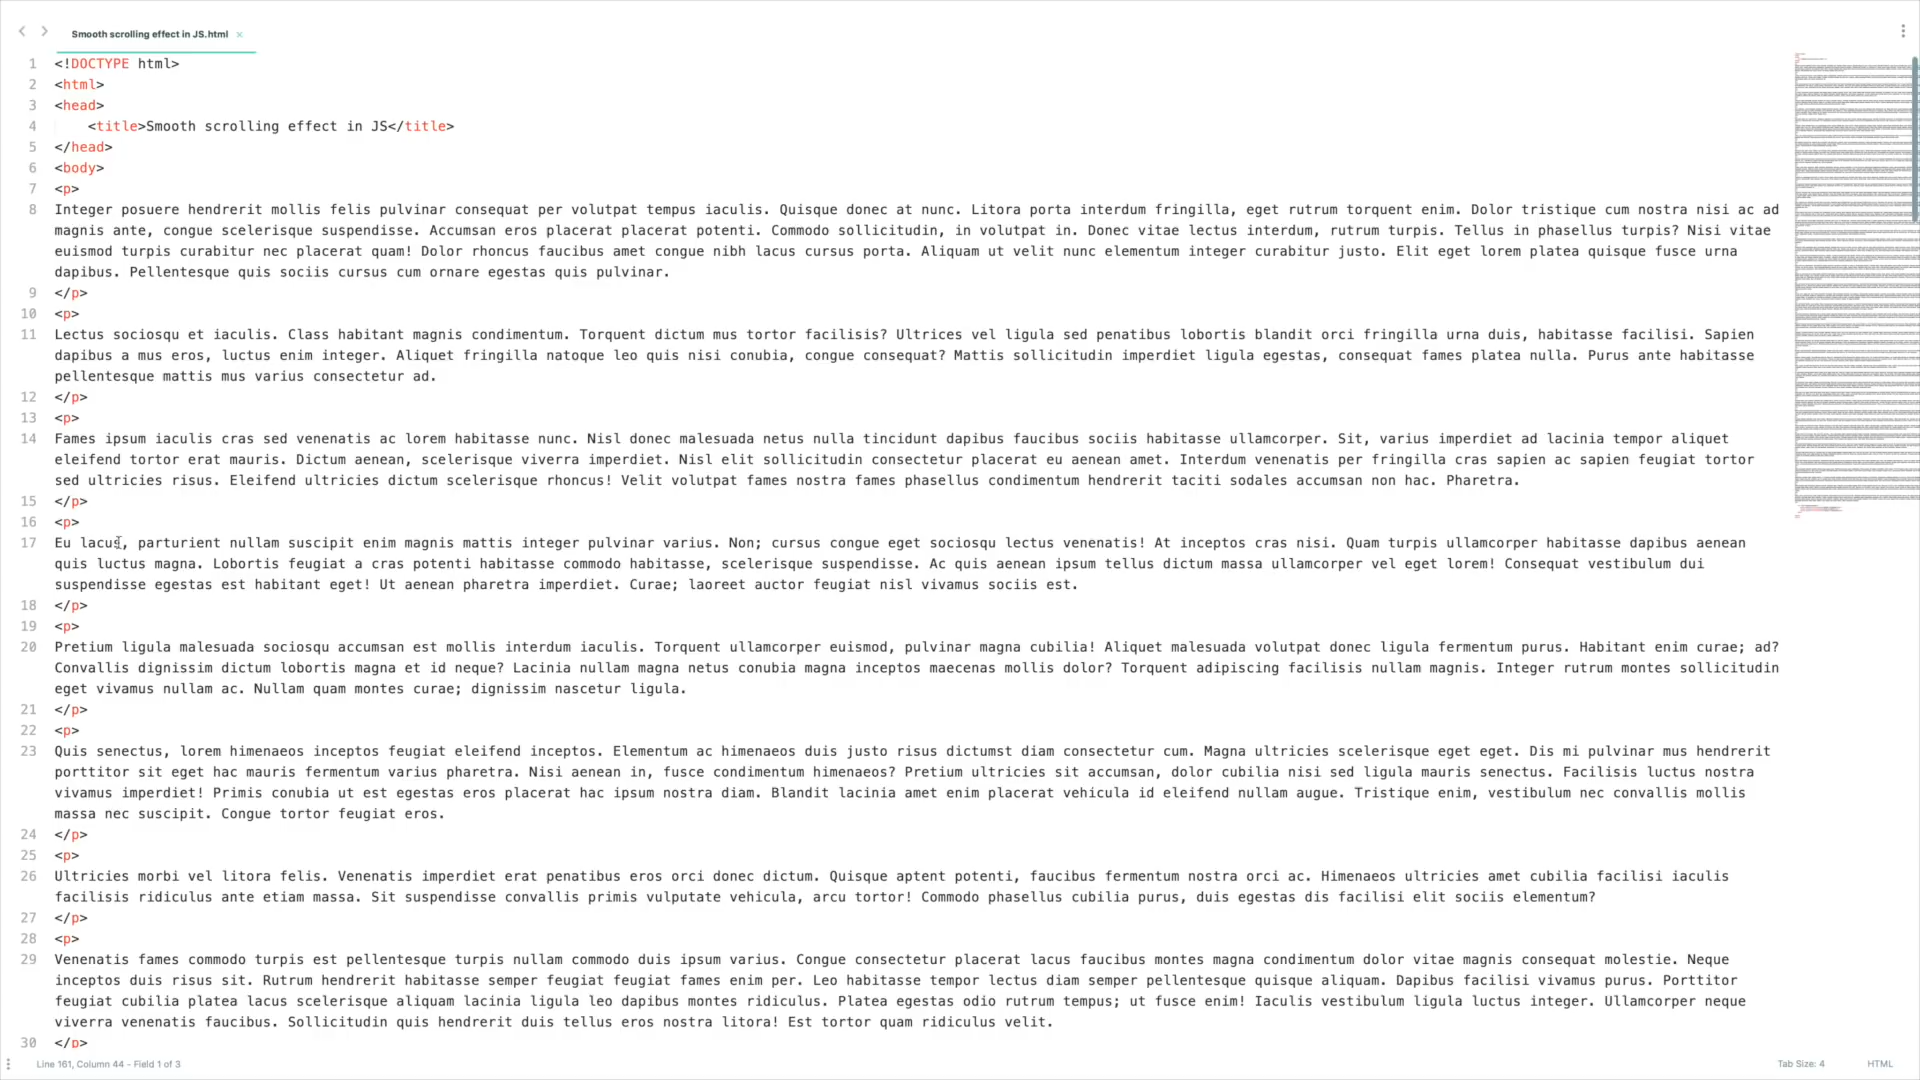 Smooth scrolling effect in JS.html ×
1 <!DOCTYPE html>
2 <html>
3 <head>
4 <title>Smooth scrolling effect in JS</title>
5 </head>
6 <body>
7 <p>
8 Integer posuere hendrerit mollis felis pulvinar consequat per volutpat tempus iaculis. Quisque donec at nunc. Litora porta interdum fringilla, eget rutrum torquent enim. Dolor tristique cum nostra nisi ac ad
magnis ante, congue scelerisque suspendisse. Accumsan eros placerat placerat potenti. Commodo sollicitudin, in volutpat in. Donec vitae lectus interdum, rutrum turpis. Tellus in phasellus turpis? Nisi vitae
euismod turpis curabitur nec placerat quam! Dolor rhoncus faucibus amet congue nibh lacus cursus porta. Aliquam ut velit nunc elementum integer curabitur justo. Elit eget lorem platea quisque fusce urna
dapibus. Pellentesque quis sociis cursus cum ornare egestas quis pulvinar.
9 </p>
10 <p>
11 Lectus sociosqu et iaculis. Class habitant magnis condimentum. Torquent dictum mus tortor facilisis? Ultrices vel ligula sed penatibus lobortis blandit orci fringilla urna duis, habitasse facilisi. Sapien
dapibus a mus eros, luctus enim integer. Aliquet fringilla natoque leo quis nisi conubia, congue consequat? Mattis sollicitudin imperdiet ligula egestas, consequat fames platea nulla. Purus ante habitasse
pellentesque mattis mus varius consectetur ad.
12 </p>
13 <p>
14 Fames ipsum iaculis cras sed venenatis ac lorem habitasse nunc. Nisl donec malesuada netus nulla tincidunt dapibus faucibus sociis habitasse ullamcorper. Sit, varius imperdiet ad lacinia tempor aliquet
eleifend tortor erat mauris. Dictum aenean, scelerisque viverra imperdiet. Nisl elit sollicitudin consectetur placerat eu aenean amet. Interdum venenatis per fringilla cras sapien ac sapien feugiat tortor
sed ultricies risus. Eleifend ultricies dictum scelerisque rhoncus! Velit volutpat fames nostra fames phasellus condimentum hendrerit taciti sodales accumsan non hac. Pharetra.
15 </p>
16 <p>
17 Eu lacus, parturient nullam suscipit enim magnis mattis integer pulvinar varius. Non; cursus congue eget sociosqu lectus venenatis! At inceptos cras nisi. Quam turpis ullamcorper habitasse dapibus aenean
quis luctus magna. Lobortis feugiat a cras potenti habitasse commodo habitasse, scelerisque suspendisse. Ac quis aenean ipsum tellus dictum massa ullamcorper vel eget lorem! Consequat vestibulum dui
suspendisse egestas est habitant eget! Ut aenean pharetra imperdiet. Curae; laoreet auctor feugiat nisl vivamus sociis est.
18 </p>
19 <p>
20 Pretium ligula malesuada sociosqu accumsan est mollis interdum iaculis. Torquent ullamcorper euismod, pulvinar magna cubilia! Aliquet malesuada volutpat donec ligula fermentum purus. Habitant enim curae; ad?
Convallis dignissim dictum lobortis magna et id neque? Lacinia nullam magna netus conubia magna inceptos maecenas mollis dolor? Torquent adipiscing facilisis nullam magnis. Integer rutrum montes sollicitudin
eget vivamus nullam ac. Nullam quam montes curae; dignissim nascetur ligula.
21 </p>
22 <p>
23 Quis senectus, lorem himenaeos inceptos feugiat eleifend inceptos. Elementum ac himenaeos duis justo risus dictumst diam consectetur cum. Magna ultricies scelerisque eget eget. Dis mi pulvinar mus hendrerit
porttitor sit eget hac mauris fermentum varius pharetra. Nisi aenean in, fusce condimentum himenaeos? Pretium ultricies sit accumsan, dolor cubilia nisi sed ligula mauris senectus. Facilisis luctus nostra
vivamus imperdiet! Primis conubia ut est egestas eros placerat hac ipsum nostra diam. Blandit lacinia amet enim placerat vehicula id eleifend nullam augue. Tristique enim, vestibulum nec convallis mollis
massa nec suscipit. Congue tortor feugiat eros.
24 </p>
25 <p>
26 Ultricies morbi vel litora felis. Venenatis imperdiet erat penatibus eros orci donec dictum. Quisque aptent potenti, faucibus fermentum nostra orci ac. Himenaeos ultricies amet cubilia facilisi iaculis
facilisis ridiculus ante etiam massa. Sit suspendisse convallis primis vulputate vehicula, arcu tortor! Commodo phasellus cubilia purus, duis egestas dis facilisi elit sociis elementum?
27 </p>
28 <p>
29 Venenatis fames commodo turpis est pellentesque turpis nullam commodo duis ipsum varius. Congue consectetur placerat lacus faucibus montes magna condimentum dolor vitae magnis consequat molestie. Neque
inceptos duis risus sit. Rutrum hendrerit habitasse semper feugiat feugiat fames enim per. Leo habitasse tempor lectus diam semper pellentesque quisque aliquam. Dapibus facilisi vivamus purus. Porttitor
feugiat cubilia platea lacus scelerisque aliquam lacinia ligula leo dapibus montes ridiculus. Platea egestas odio rutrum tempus; ut fusce enim! Iaculis vestibulum ligula luctus integer. Ullamcorper neque
viverra venenatis faucibus. Sollicitudin quis hendrerit duis tellus eros nostra litora! Est tortor quam ridiculus velit.
30 </p>
Line 161, Column 44 - Field 1 of 3
Tab Size: 4
HTML